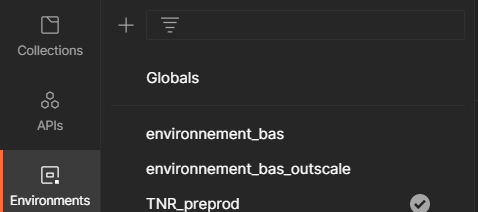 Collections
Globals
APIs
environnement_bas
environnement_bas_outscale
Environments
TNR_preprod